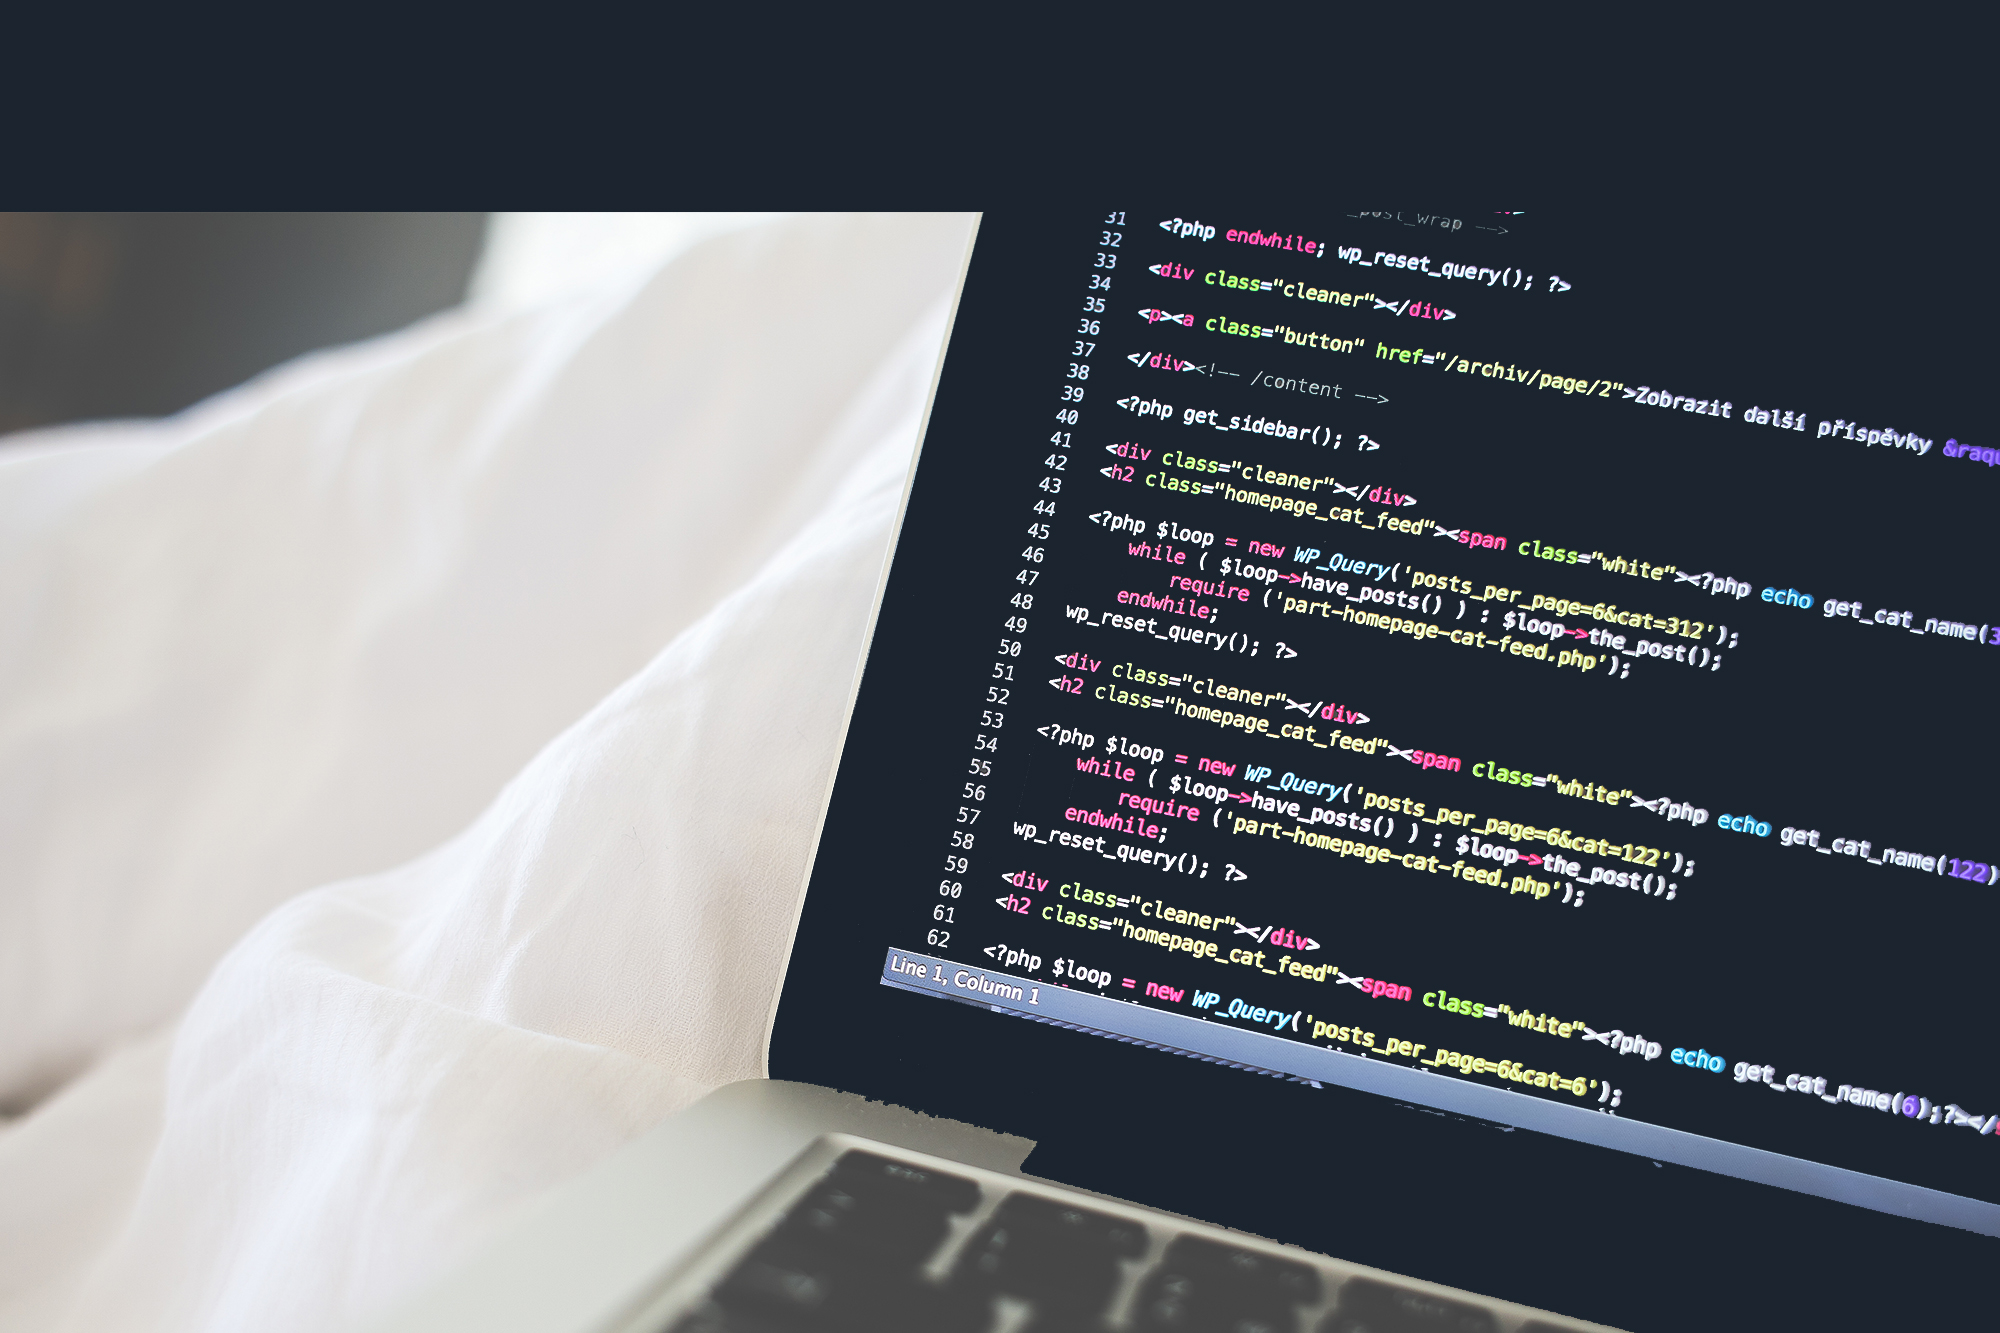 _post_wrap -->
31 <?php endwhile; wp_reset_query(); ?>
32
33 <div class="cleaner"></div>
34
35 <p><a class="button" href="/archiv/page/2">Zobrazit další příspěvky &raq
36
37 </div><!-- /content -->
38
39 <?php get_sidebar(); ?>
40
41 <div class="cleaner"></div>
42 <h2 class="homepage_cat_feed"><span class="white"><?php echo get_cat_name(3
43
44 <?php $loop = new WP_Query('posts_per_page=6&cat=312');
45 while ( $loop->have_posts() ) : $loop->the_post();
46 require ('part-homepage-cat-feed.php');
47 endwhile;
48 wp_reset_query(); ?>
49
50 <div class="cleaner"></div>
51 <h2 class="homepage_cat_feed"><span class="white"><?php echo get_cat_name(122)
52
53 <?php $loop = new WP_Query('posts_per_page=6&cat=122');
54 while ( $loop->have_posts() ) : $loop->the_post();
55 require ('part-homepage-cat-feed.php');
56 endwhile;
57 wp_reset_query(); ?>
58
59 <div class="cleaner"></div>
60 <h2 class="homepage_cat_feed"><span class="white"><?php echo get_cat_name(6);?></
61
62 <?php $loop = new WP_Query('posts_per_page=6&cat=6');
Line 1, Column 1